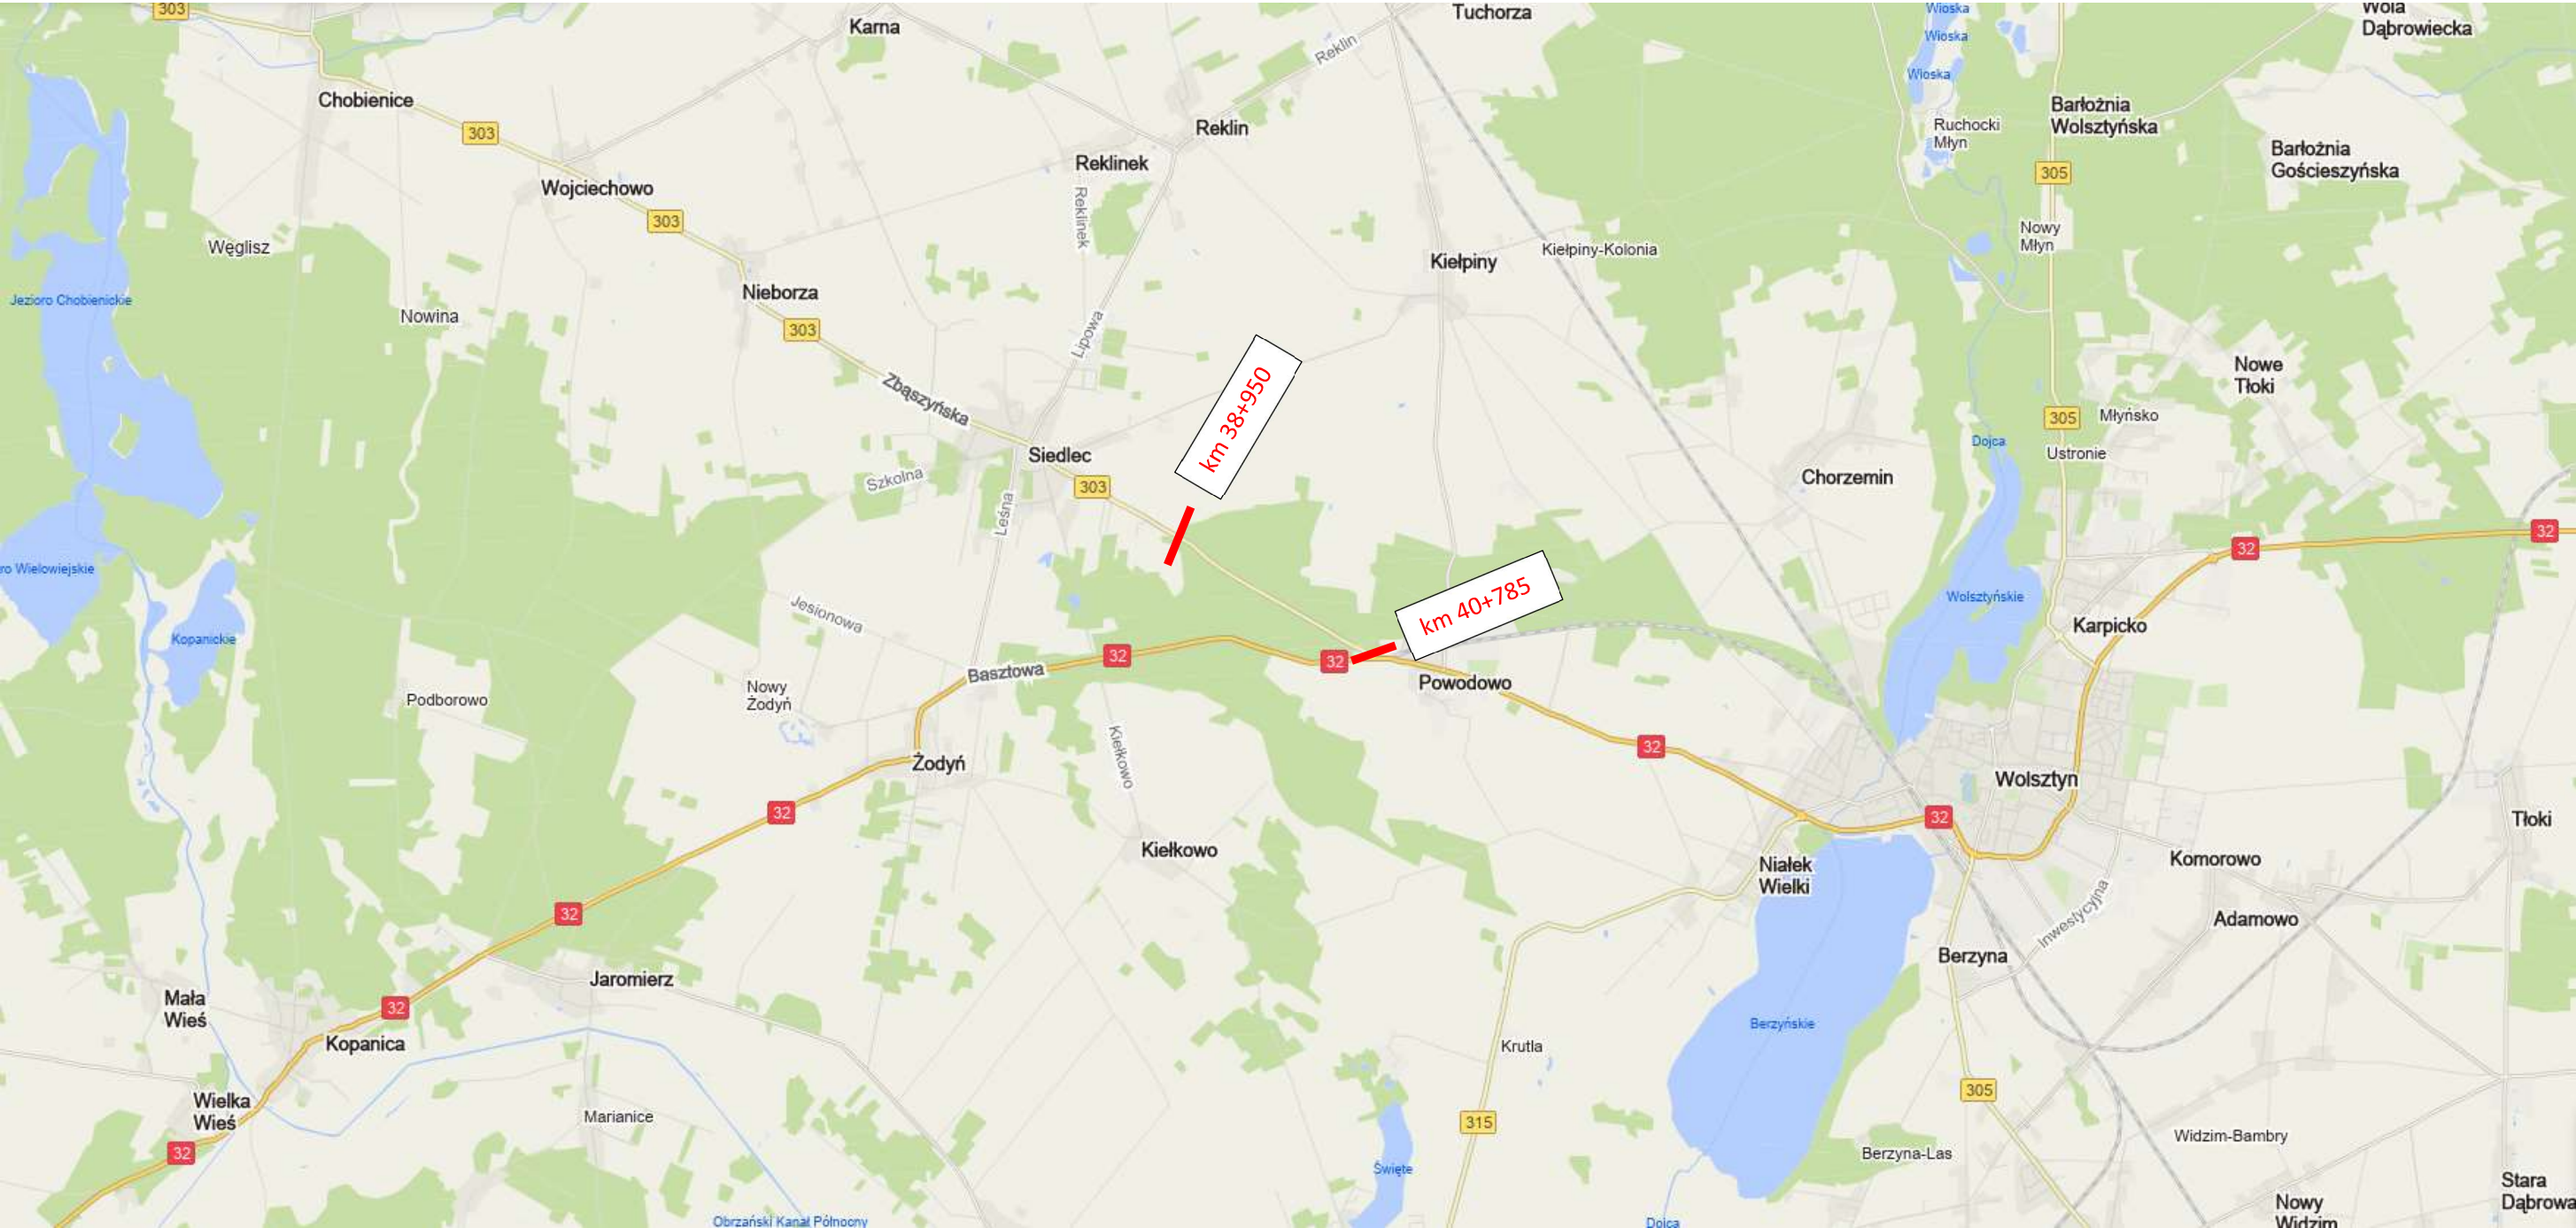 303
Karna
Tuchorza
Wioska
Wola
Dąbrowiecka
Wioska
Reklin
Wioska
Chobienice
303
Reklin
Barłożnia
Wolsztyńska
Ruchocki
Młyn
Reklinek
Barłożnia
Gościeszyńska
Wojciechowo
305
303
Reklinek
Węglisz
Nowy
Młyn
Kiełpiny
Kiełpiny-Kolonia
Nieborza
Jezioro Chobienickie
Nowina
303
Lipowa
Nowe
Tłoki
Zbąszyńska
km 38+950
305
Młyńsko
Dojca
Ustronie
Siedlec
Szkolna
303
Chorzemin
Leśna
32
32
ro Wielowiejskie
Wolsztyńskie
km 40+785
Jesionowa
Karpicko
Kopanickie
32
32
Basztowa
Powodowo
Nowy
Żodyń
Podborowo
32
Kiełkowo
Żodyń
Wolsztyn
32
32
Tłoki
Kiełkowo
Niałek
Wielki
Komorowo
32
Inwestycyjna
Adamowo
Berzyna
Jaromierz
Mała
Wieś
32
Berzyńskie
Kopanica
Krutla
305
Wielka
Wieś
Marianice
315
Widzim-Bambry
32
Berzyna-Las
Święte
Stara
Dąbrowa
Nowy
Widzim
Obrzański Kanał Północny
Dojca